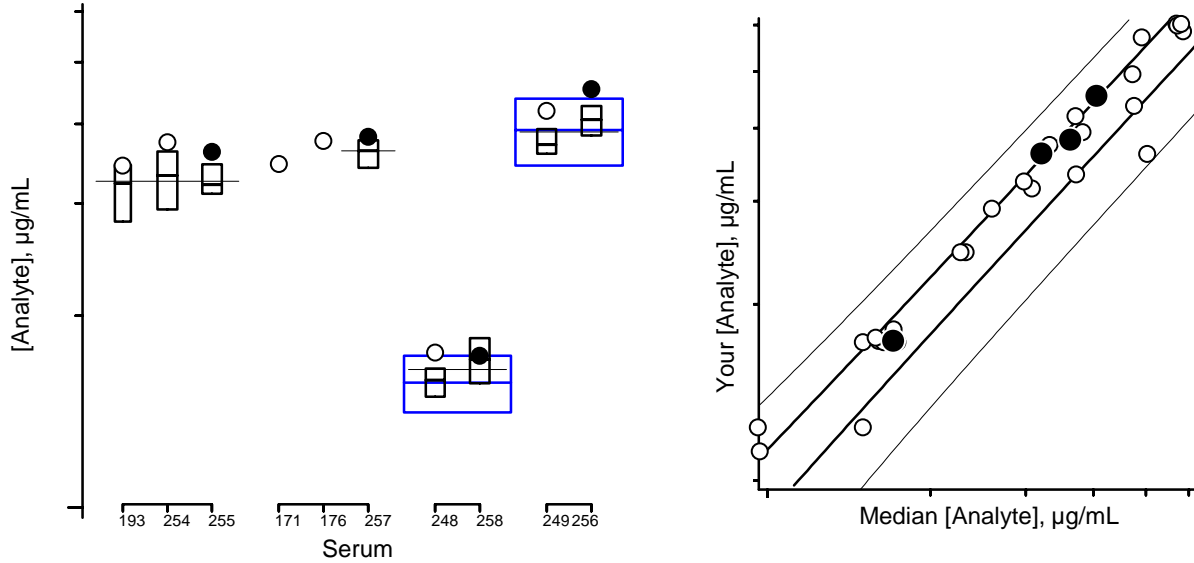 [Analyte], µg/mL
193 254 255 171 176 257 248 258 249 256
Serum
Your [Analyte], µg/mL
Median [Analyte], µg/mL